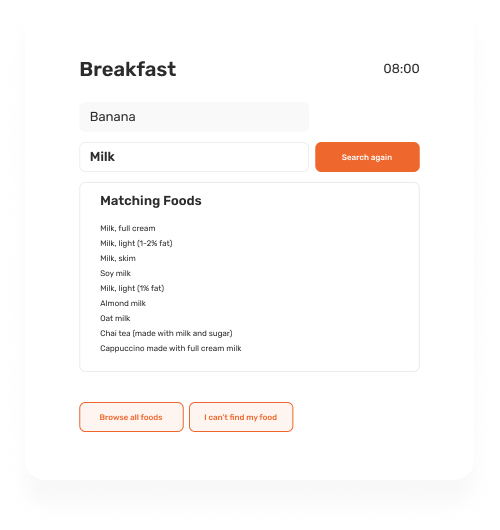 Breakfast 08:00
Banana
Milk Search again
Matching Foods
Milk, full cream
Milk, light (1-2% fat)
Milk, skim
Soy milk
Milk, light (1% fat)
Almond milk
Oat milk
Chai tea (made with milk and sugar)
Cappuccino made with full cream milk
Browse all foods I can't find my food